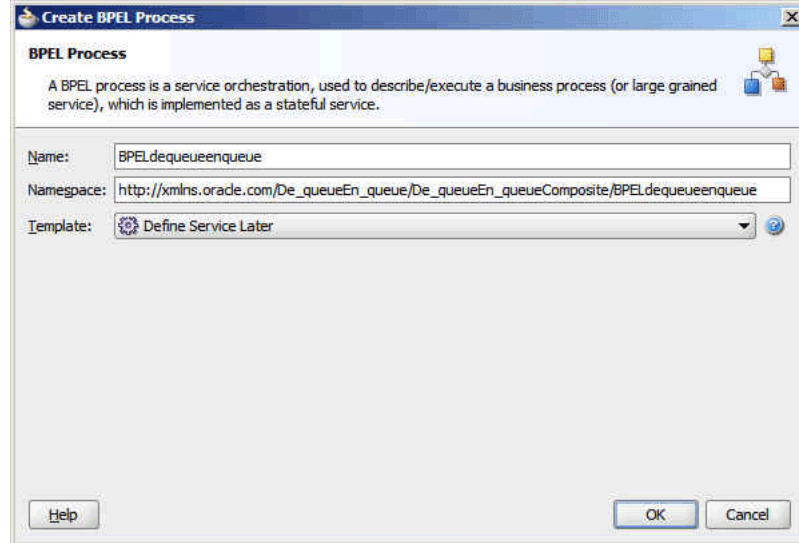 Create BPEL Process
BPEL Process
A BPEL process is a service orchestration, used to describe/execute a business process (or large grained
service), which is implemented as a stateful service.
Name: BPELdequeueenqueue
Namespace: http://xmlns.oracle.com/De_queueEn_queue/De_queueEn_queueComposite/BPELdequeueenqueue
Template: Define Service Later
Help OK Cancel